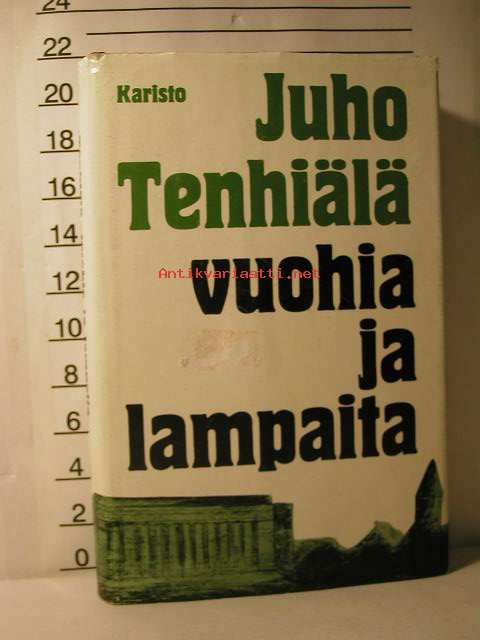 24
22
20
18
16
14
12
10
8
6
4
2
0
Karisto
Juho
Tenhiälä
vuohia
ja
lampaita
Antikvariaatti.net